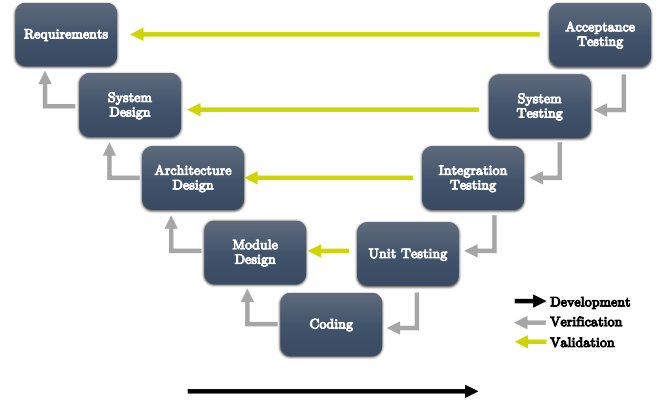 Requirements
Acceptance
Testing
System
Design
System
Testing
Architecture
Design
Integration
Testing
Module
Design
Unit Testing
Coding
Development
Verification
Validation